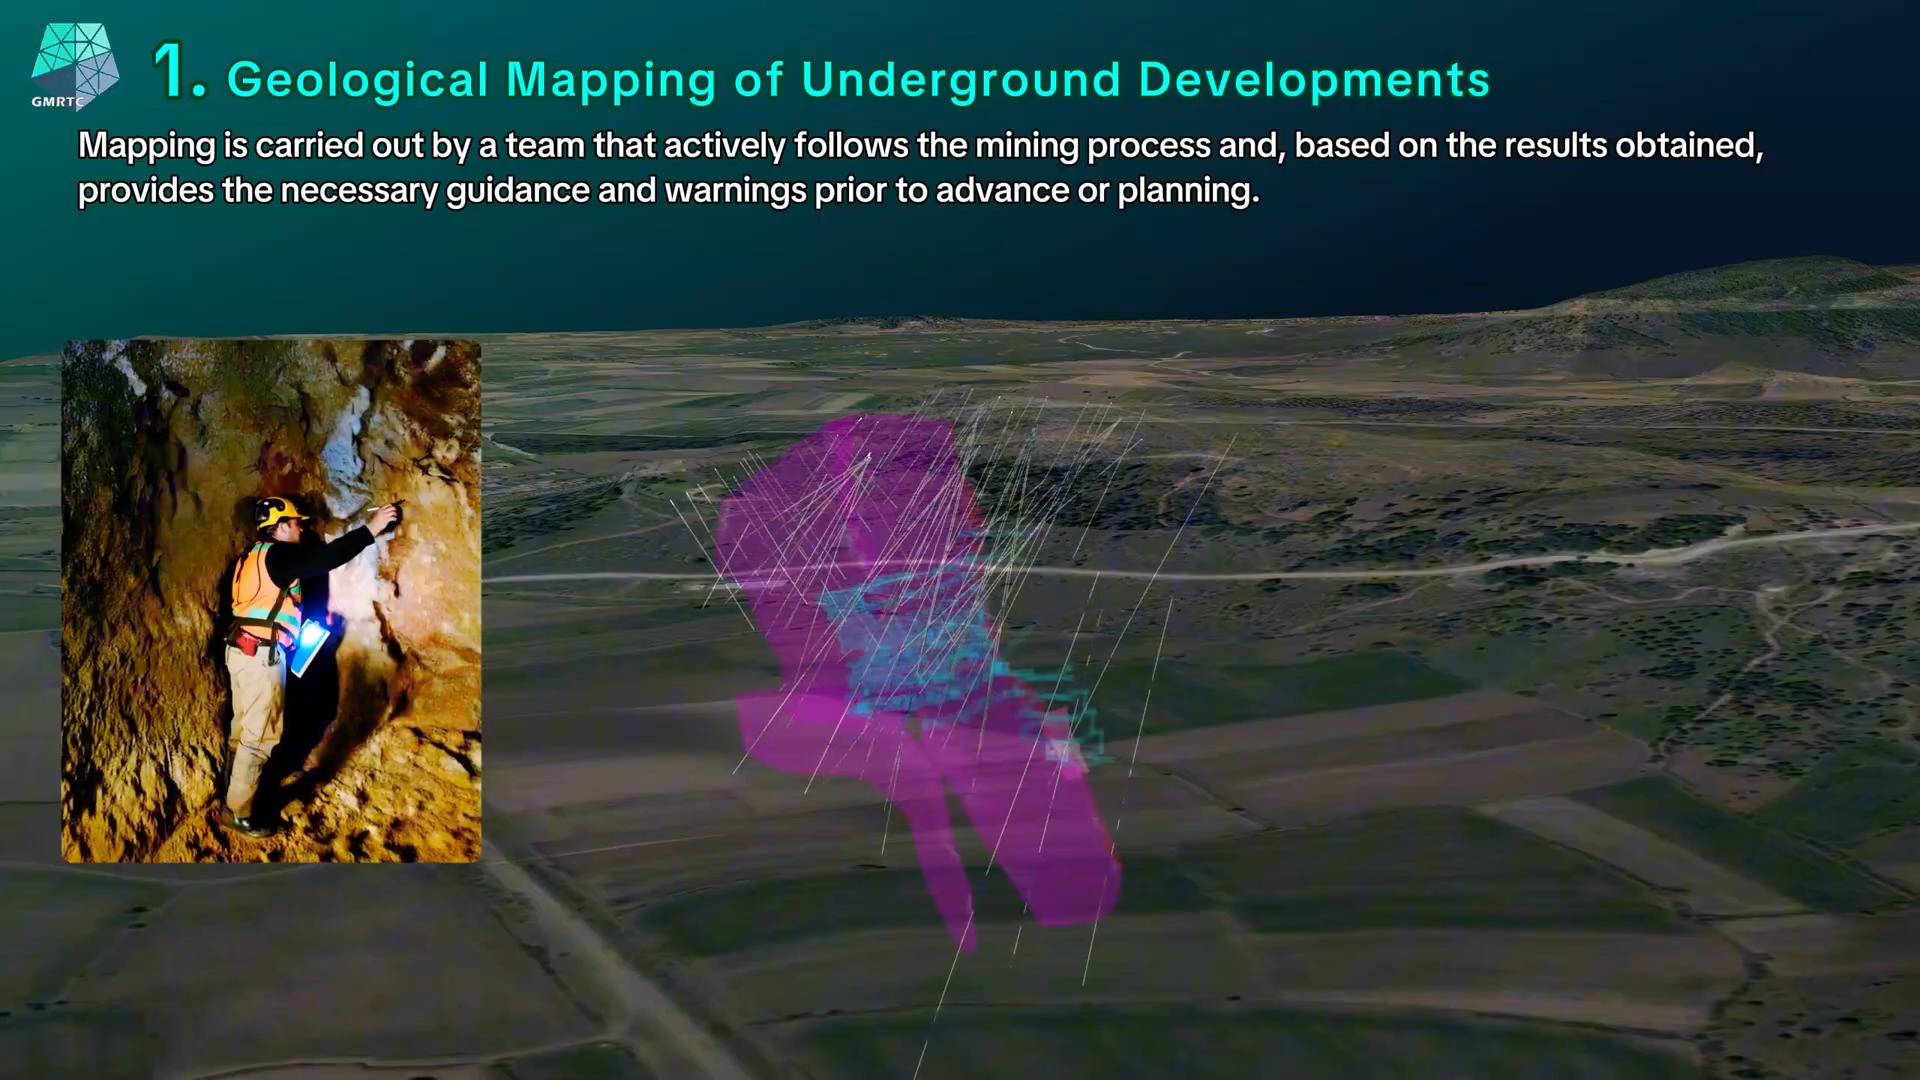 GMRTC
1. Geological Mapping of Underground Developments
Mapping is carried out by a team that actively follows the mining process and, based on the results obtained,
provides the necessary guidance and warnings prior to advance or planning.